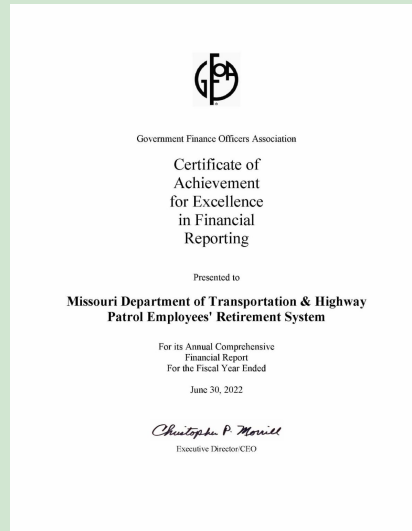 GFOA
Government Finance Officers Association
Certificate of
Achievement
for Excellence
in Financial
Reporting
Presented to
Missouri Department of Transportation & Highway
Patrol Employees' Retirement System
For its Annual Comprehensive
Financial Report
For the Fiscal Year Ended
June 30, 2022
Christopher P. Morrill
Executive Director/CEO